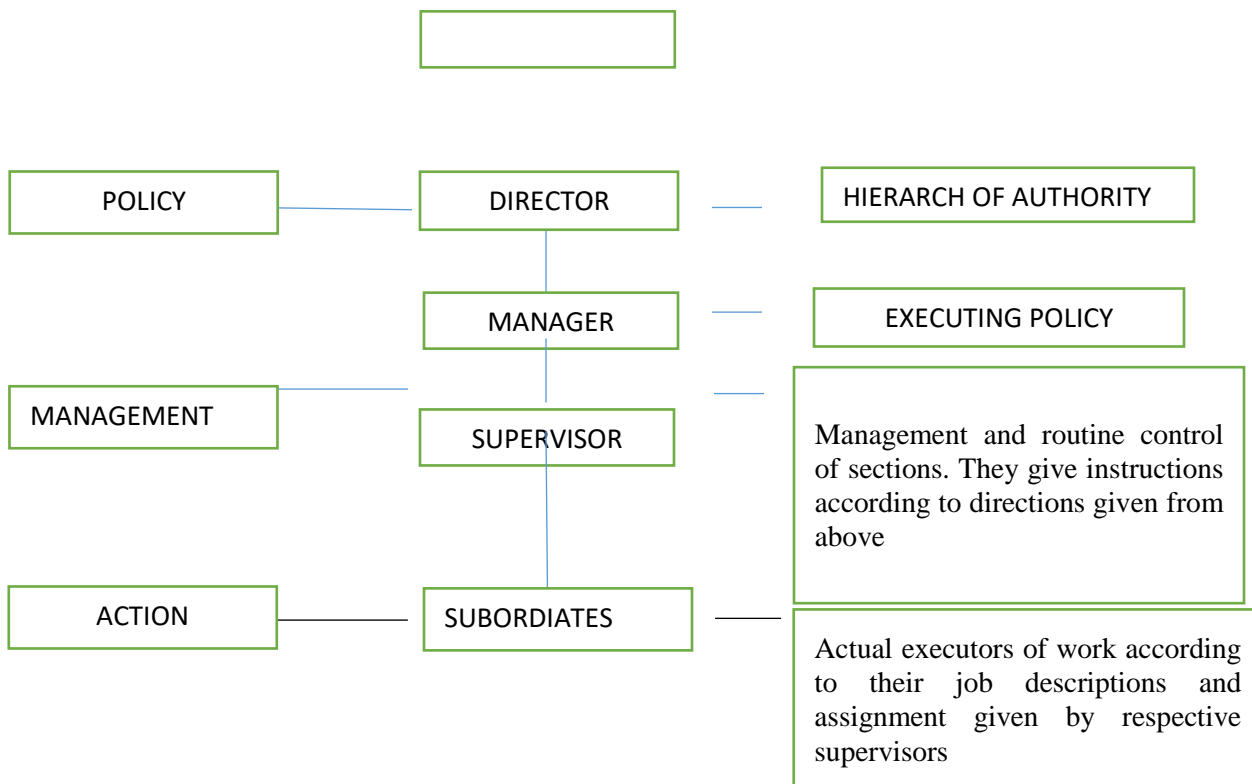 POLICY
DIRECTOR
HIERARCH OF AUTHORITY
MANAGER
EXECUTING POLICY
MANAGEMENT
SUPERVISOR
Management and routine control
of sections. They give instructions
according to directions given from
above
ACTION
SUBORDIATES
Actual executors of work according
to their job descriptions and
assignment given by respective
supervisors